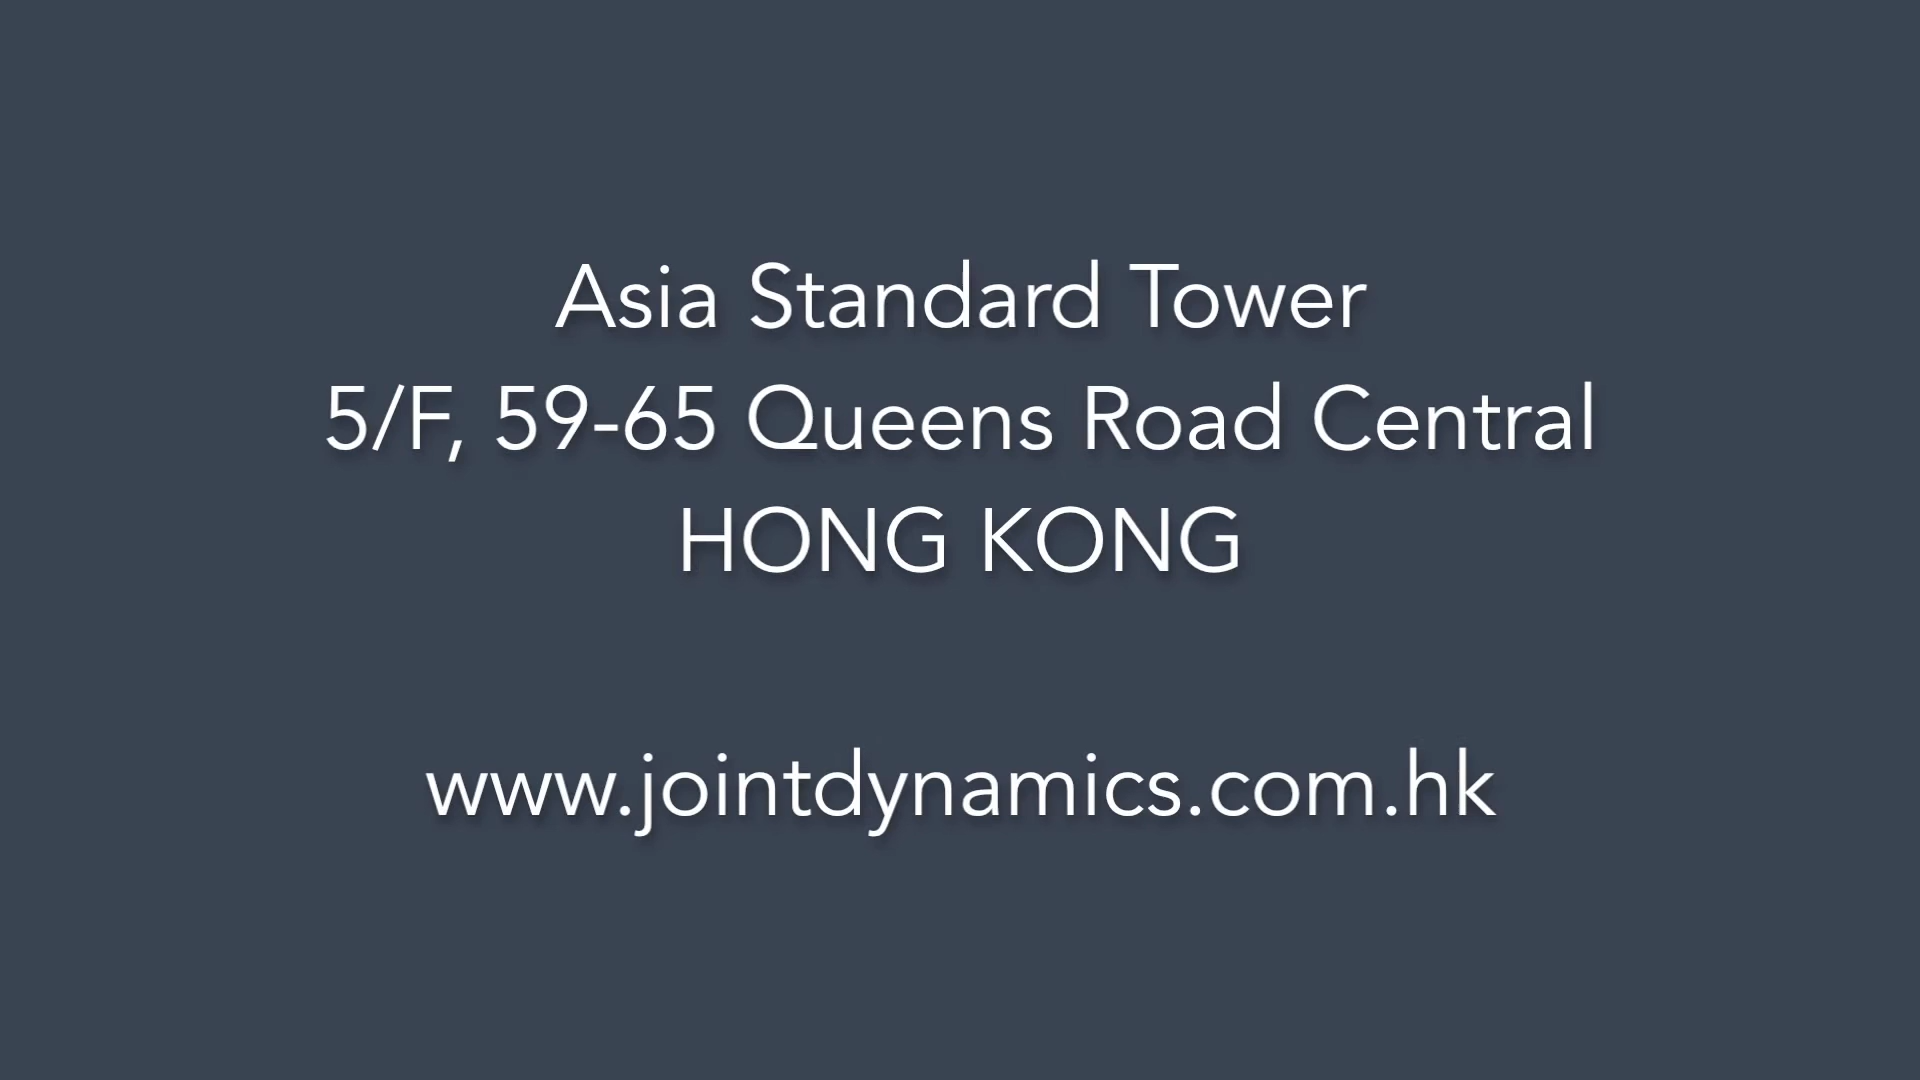 Asia Standard Tower
5/F, 59-65 Queens Road Central
HONG KONG
www.jointdynamics.com.hk